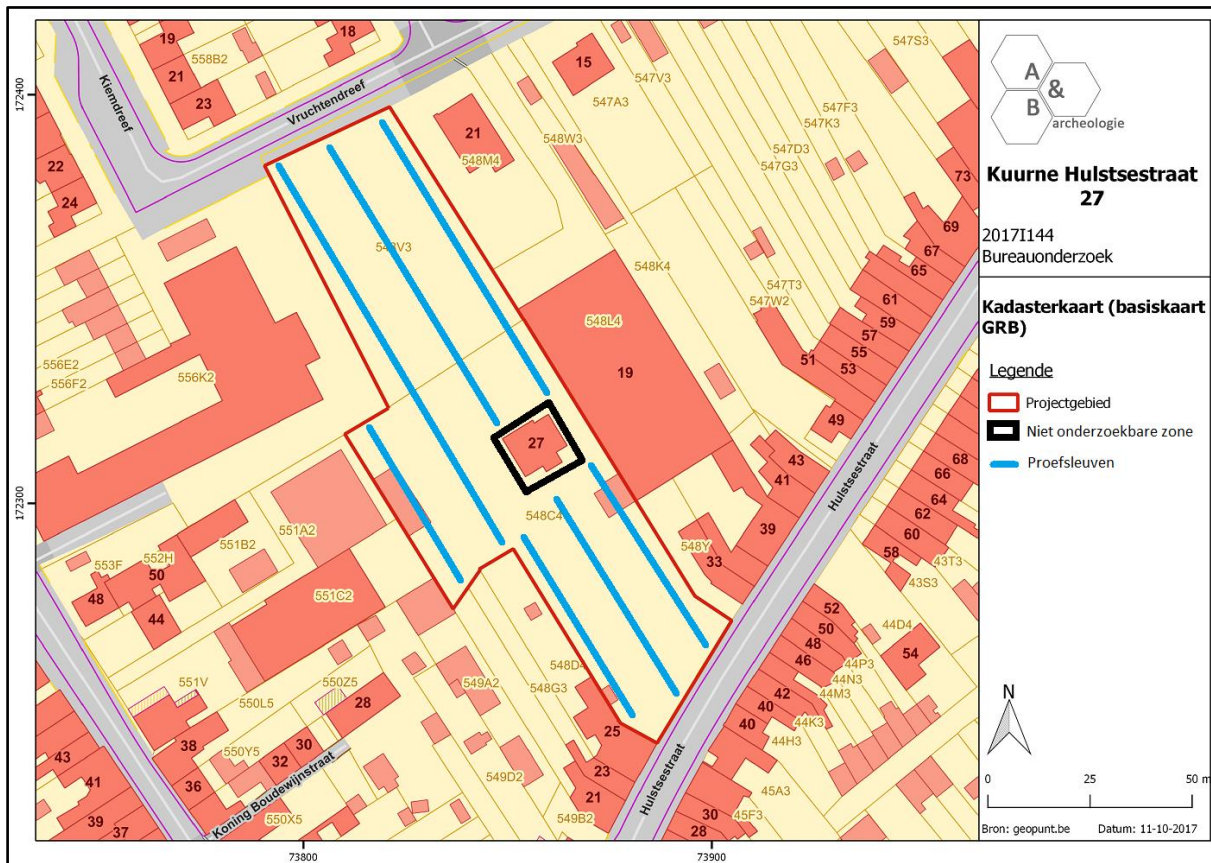 19
558B2
18
21
23
Kiemdreef
Vruchtendreef
22
24
15
547V3
547S3
547A3
21
548M4
548W3
547F3
547K3
547D3
547G3
73
69
67
65
61
59
57
55
53
51
49
548K4
547T3
547W2
548L4
19
556E2
556F2
556K2
27
548C4
43
41
39
Hulstsestraat
68
66
64
62
60
58
43T3
43S3
548Y
33
551A2
551B2
552H
553F
50
48
44
551C2
52
50
48
46
44D4
54
44P3
44N3
44M3
42
40
44K3
40
44H3
548D4
548G3
549A2
550Z5
28
551V
550L5
38
30
550Y5
32
36
43
41
39
37
Koning Boudewijnstraat
550X5
549D2
25
23
21
549B2
Hulstsestraat
45A3
30
45F3
28
172400
172300
73800
73900
A
&
B
archeologie
Kuurne Hulstsestraat
27
2017I144
Bureauonderzoek
Kadasterkaart (basiskaart
GRB)
Legende
Projectgebied
Niet onderzoekbare zone
Proefsleuven
N
0 25 50 m
Bron: geopunt.be Datum: 11-10-2017